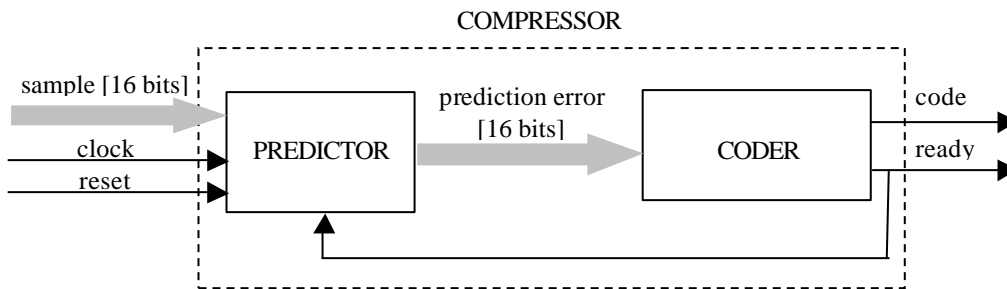 COMPRESSOR
sample [16 bits]
clock
reset
PREDICTOR
prediction error
[16 bits]
CODER
code
ready